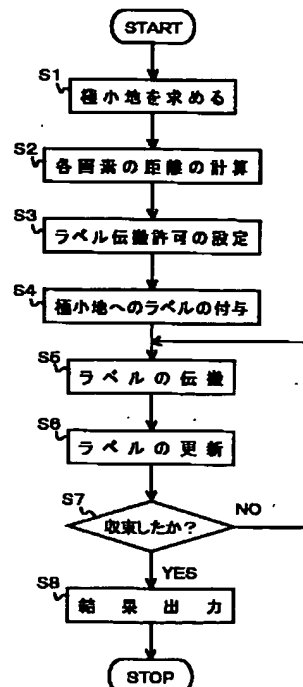 START
S1
極小地を求める
S2
各画素の距離の計算
S3
ラベル伝搬許可の設定
S4
極小地へのラベルの付与
S5
ラベルの伝搬
S6
ラベルの更新
S7
収束したか?
NO
YES
S8
結果出力
STOP